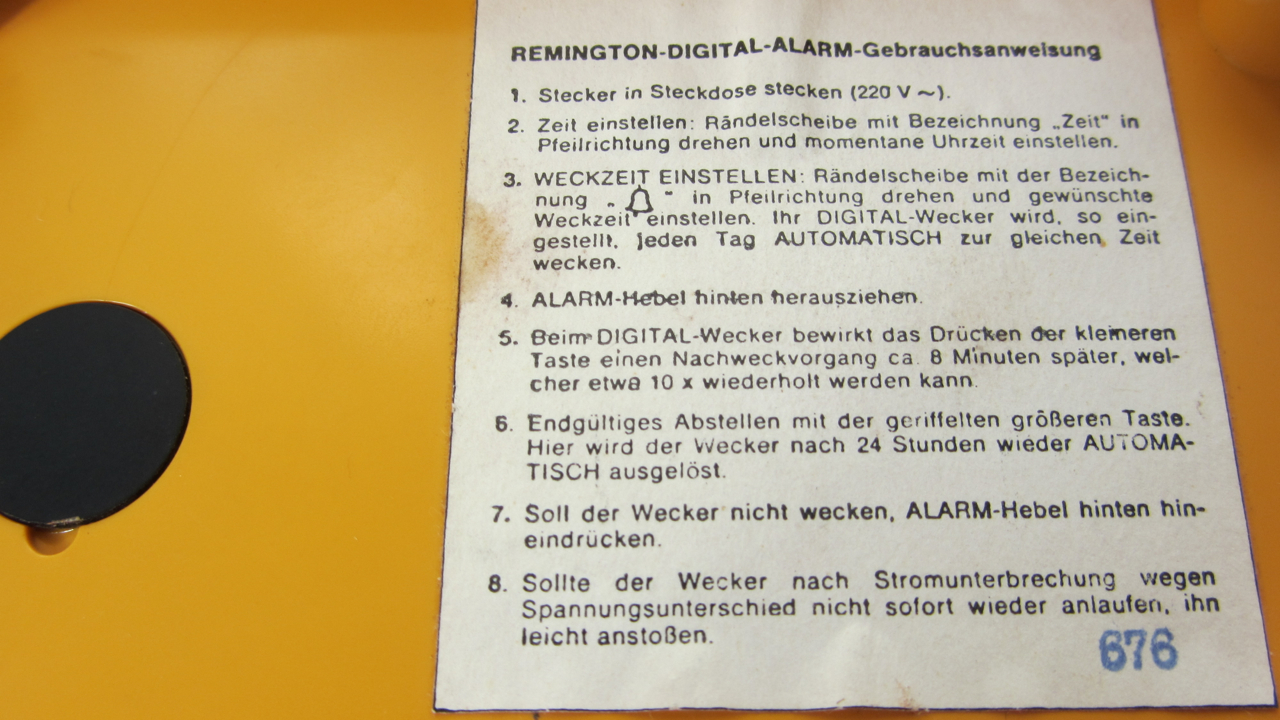 REMINGTON-DIGITAL-ALARM-Gebrauchsanweisung
1. Stecker in Steckdose stecken (220 V ~).
2. Zeit einstellen: Rändelscheibe mit Bezeichnung „Zeit" in
Pfeilrichtung drehen und momentane Uhrzeit einstellen.
3. WECKZEIT EINSTELLEN: Rändelscheibe mit der Bezeich-
nung „ " in Pfeilrichtung drehen und gewünschte
Weckzeit einstellen. Ihr DIGITAL-Wecker wird, so ein-
gestellt, jeden Tag AUTOMATISCH zur gleichen Zeit
wecken.
4. ALARM-Hebel hinten herausziehen.
5. Beim DIGITAL-Wecker bewirkt das Drücken der kleineren
Taste einen Nachweckvorgang ca. 8 Minuten später, wel-
cher etwa 10 x wiederholt werden kann.
6. Endgültiges Abstellen mit der geriffelten größeren Taste.
Hier wird der Wecker nach 24 Stunden wieder AUTOMA-
TISCH ausgelöst.
7. Soll der Wecker nicht wecken, ALARM-Hebel hinten hin-
eindrücken.
8. Sollte der Wecker nach Stromunterbrechung wegen
Spannungsunterschied nicht sofort wieder anlaufen, ihn
leicht anstoßen.
676